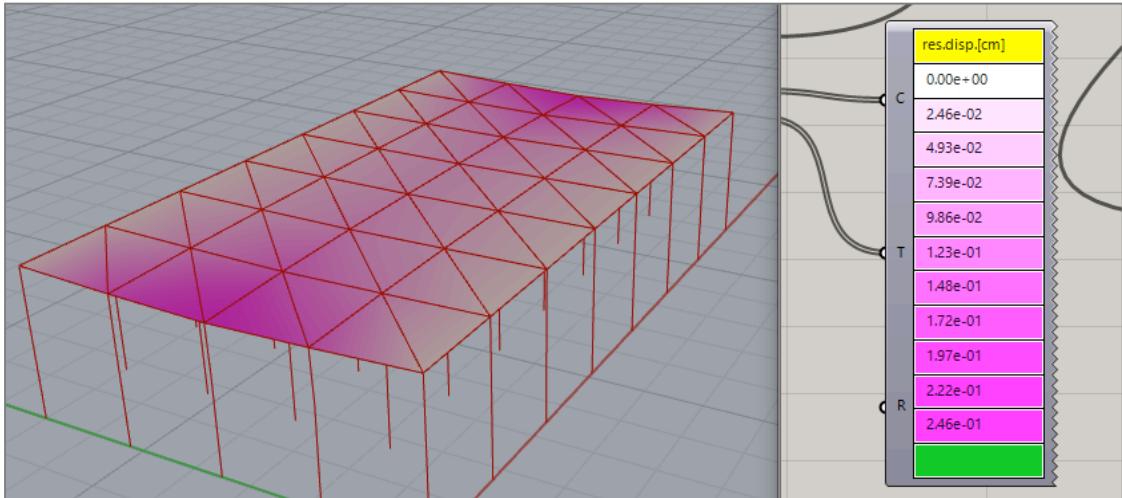 res.disp.[cm]
0.00e+00
C
2.46e-02
4.93e-02
7.39e-02
9.86e-02
T
1.23e-01
1.48e-01
1.72e-01
1.97e-01
R
2.22e-01
2.46e-01